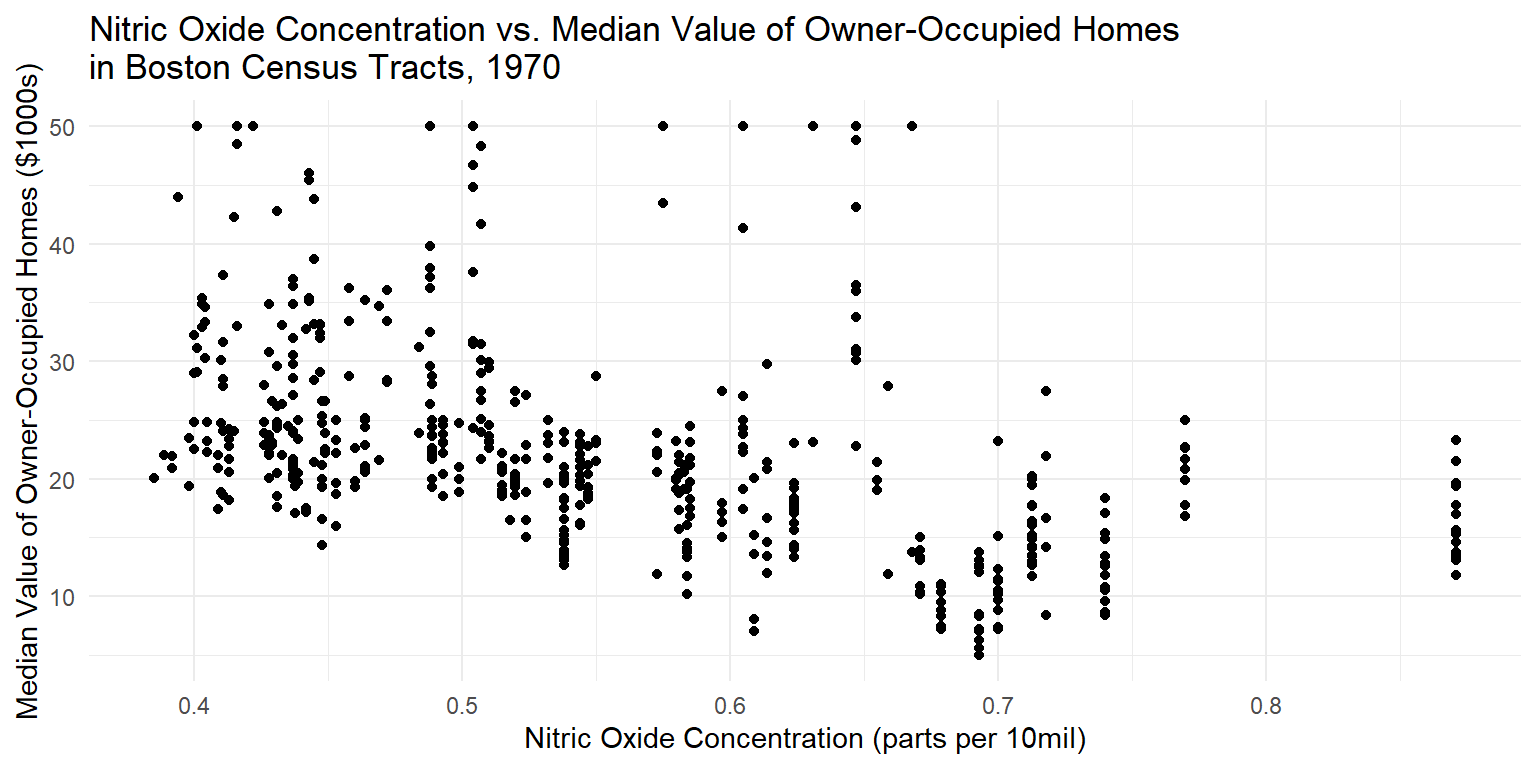 Nitric Oxide Concentration vs. Median Value of Owner-Occupied Homes
in Boston Census Tracts, 1970
Median Value of Owner-Occupied Homes ($1000s)
50
40
30
20
10
0.4
0.5
0.6
0.7
0.8
Nitric Oxide Concentration (parts per 10mil)